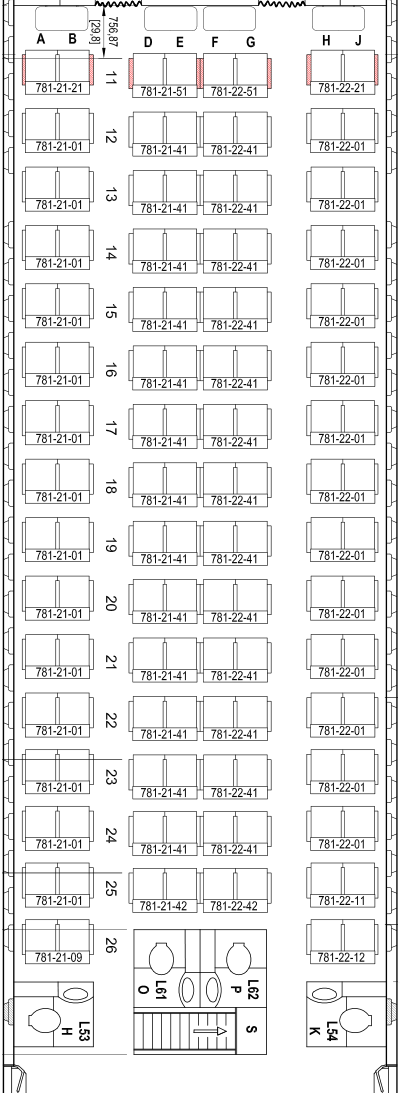 756,87
[29,8]
A B D E F G H J
781-21-21 11 781-21-51 781-22-51 781-22-21
781-21-01 12 781-21-41 781-22-41 781-22-01
781-21-01 13 781-21-41 781-22-41 781-22-01
781-21-01 14 781-21-41 781-22-41 781-22-01
781-21-01 15 781-21-41 781-22-41 781-22-01
781-21-01 16 781-21-41 781-22-41 781-22-01
781-21-01 17 781-21-41 781-22-41 781-22-01
781-21-01 18 781-21-41 781-22-41 781-22-01
781-21-01 19 781-21-41 781-22-41 781-22-01
781-21-01 20 781-21-41 781-22-41 781-22-01
781-21-01 21 781-21-41 781-22-41 781-22-01
781-21-01 22 781-21-41 781-22-41 781-22-01
781-21-01 23 781-21-41 781-22-41 781-22-01
781-21-01 24 781-21-41 781-22-41 781-22-01
781-21-01 25 781-21-42 781-22-42 781-22-11
781-21-09 26 781-22-12
L61 L62
O P
L53 S L54
H K